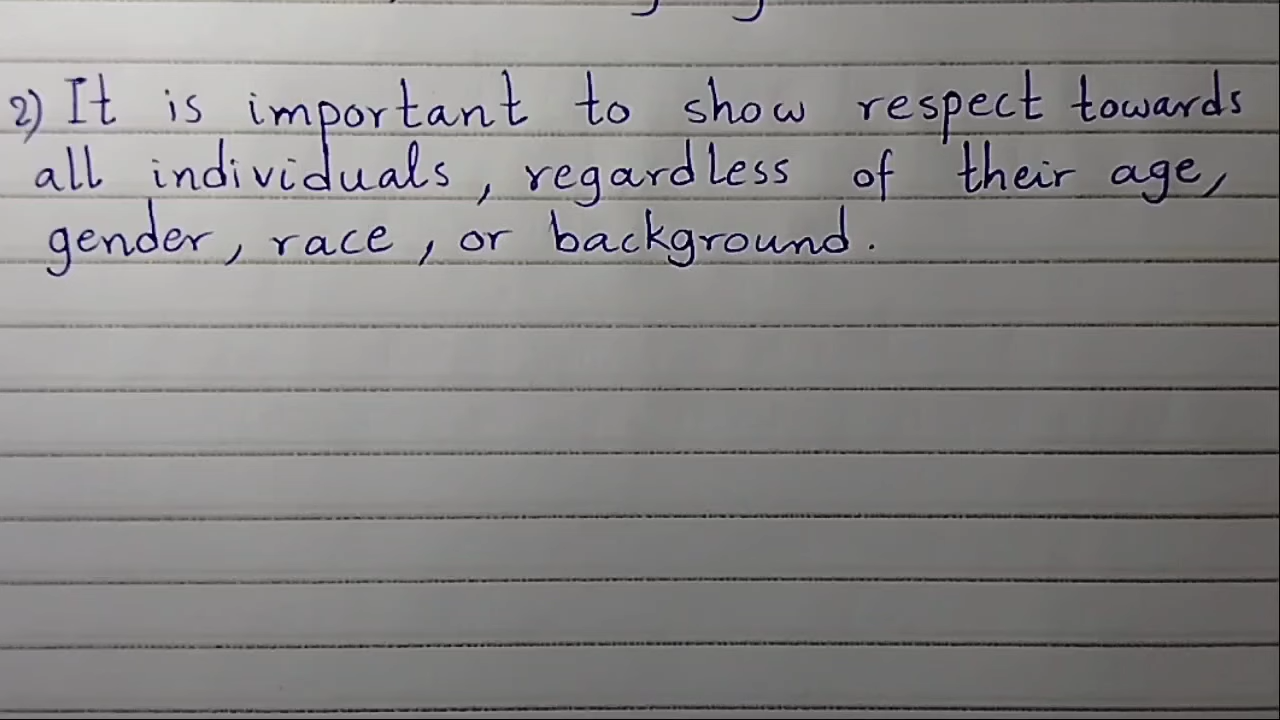 2) It is important to show respect towards
all individuals, regardless of their age,
gender, race, or background.